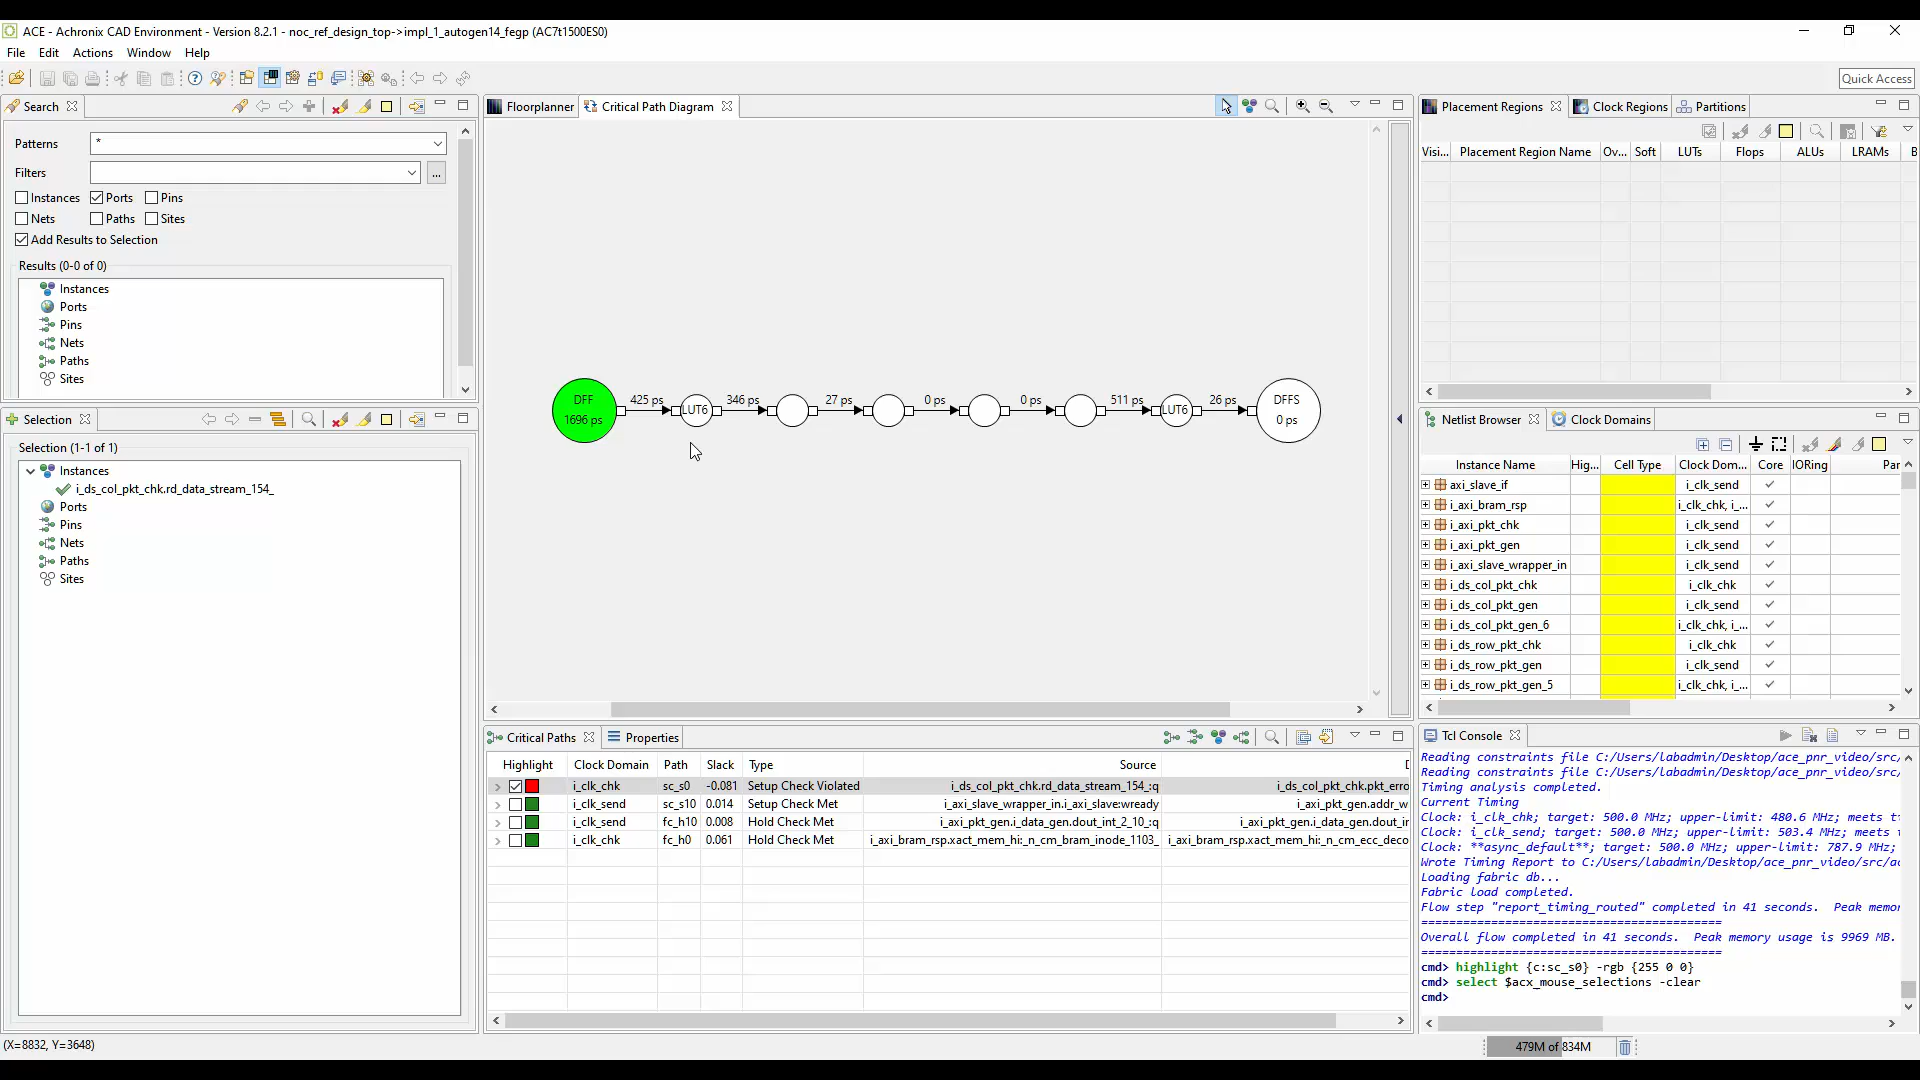 ACE - Achronix CAD Environment - Version 8.2.1 - noc_ref_design_top->impl_1_autogen14_fegp (AC7t1500ES0)
File Edit Actions Window Help
Quick Access
Search
Patterns *
Filters ...
Instances Ports Pins
Nets Paths Sites
Add Results to Selection
Results (0-0 of 0)
Instances
Ports
Pins
Nets
Paths
Sites
Selection
Selection (1-1 of 1)
Instances
i_ds_col_pkt_chk.rd_data_stream_154_
Ports
Pins
Nets
Paths
Sites
(X=8832, Y=3648)
Floorplanner Critical Path Diagram
DFF 425 ps 346 ps 27 ps 0 ps 0 ps 511 ps 26 ps DFFS
1696 ps LUT6 LUT6 0 ps
Critical Paths Properties
Highlight Clock Domain Path Slack Type Source
i_clk_chk sc_s0 -0.081 Setup Check Violated i_ds_col_pkt_chk.rd_data_stream_154_:q i_ds_col_pkt_chk.pkt_erro
i_clk_send sc_s10 0.014 Setup Check Met i_axi_slave_wrapper_in.i_axi_slave:wready i_axi_pkt_gen.addr_w
i_clk_send fc_h10 0.008 Hold Check Met i_axi_pkt_gen.i_data_gen.dout_int_2_10_:q i_axi_pkt_gen.i_data_gen.dout_ir
i_clk_chk fc_h0 0.061 Hold Check Met i_axi_bram_rsp.xact_mem_hi:_n_cm_bram_inode_1103_ i_axi_bram_rsp.xact_mem_hi:_n_cm_ecc_deco
Placement Regions Clock Regions Partitions
Visi... Placement Region Name Ov... Soft LUTs Flops ALUs LRAMs B
Netlist Browser Clock Domains
Instance Name Hig... Cell Type Clock Dom... Core IORing Par
axi_slave_if i_clk_send
i_axi_bram_rsp i_clk_chk, i_...
i_axi_pkt_chk i_clk_send
i_axi_pkt_gen i_clk_send
i_axi_slave_wrapper_in i_clk_send
i_ds_col_pkt_chk i_clk_chk
i_ds_col_pkt_gen i_clk_send
i_ds_col_pkt_gen_6 i_clk_chk, i_...
i_ds_row_pkt_chk i_clk_chk
i_ds_row_pkt_gen i_clk_send
i_ds_row_pkt_gen_5 i_clk_chk, i_...
Tcl Console
Reading constraints file C:/Users/labadmin/Desktop/ace_pnr_video/src/
Reading constraints file C:/Users/labadmin/Desktop/ace_pnr_video/src/
Timing analysis completed.
Current Timing
Clock: i_clk_chk; target: 500.0 MHz; upper-limit: 480.6 MHz; meets t
Clock: i_clk_send; target: 500.0 MHz; upper-limit: 503.4 MHz; meets
Clock: **async_default**; target: 500.0 MHz; upper-limit: 787.9 MHz;
Wrote Timing Report to C:/Users/labadmin/Desktop/ace_pnr_video/src/ac
Loading fabric db...
Fabric load completed.
Flow step "report_timing_routed" completed in 41 seconds. Peak memor
=========================================
Overall flow completed in 41 seconds. Peak memory usage is 9969 MB.
=========================================
cmd> highlight {c:sc_s0} -rgb {255 0 0}
cmd> select $acx_mouse_selections -clear
cmd>
479M of 834M